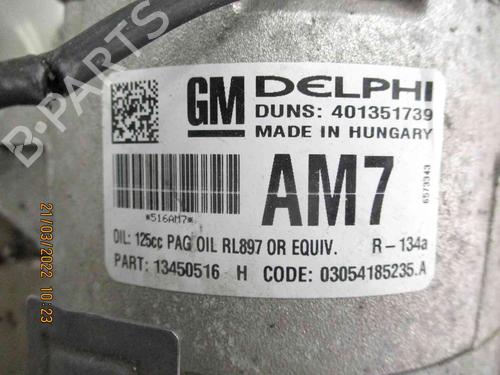 GM DELPHI
DUNS: 401351739
MADE IN HUNGARY
*516AM7*
AM7
6573343
OIL: 125cc PAG OIL RL897 OR EQUIV. R-134a
PART: 13450516 H CODE: 03054185235.A
21/03/2022 10:23
B-PARTS